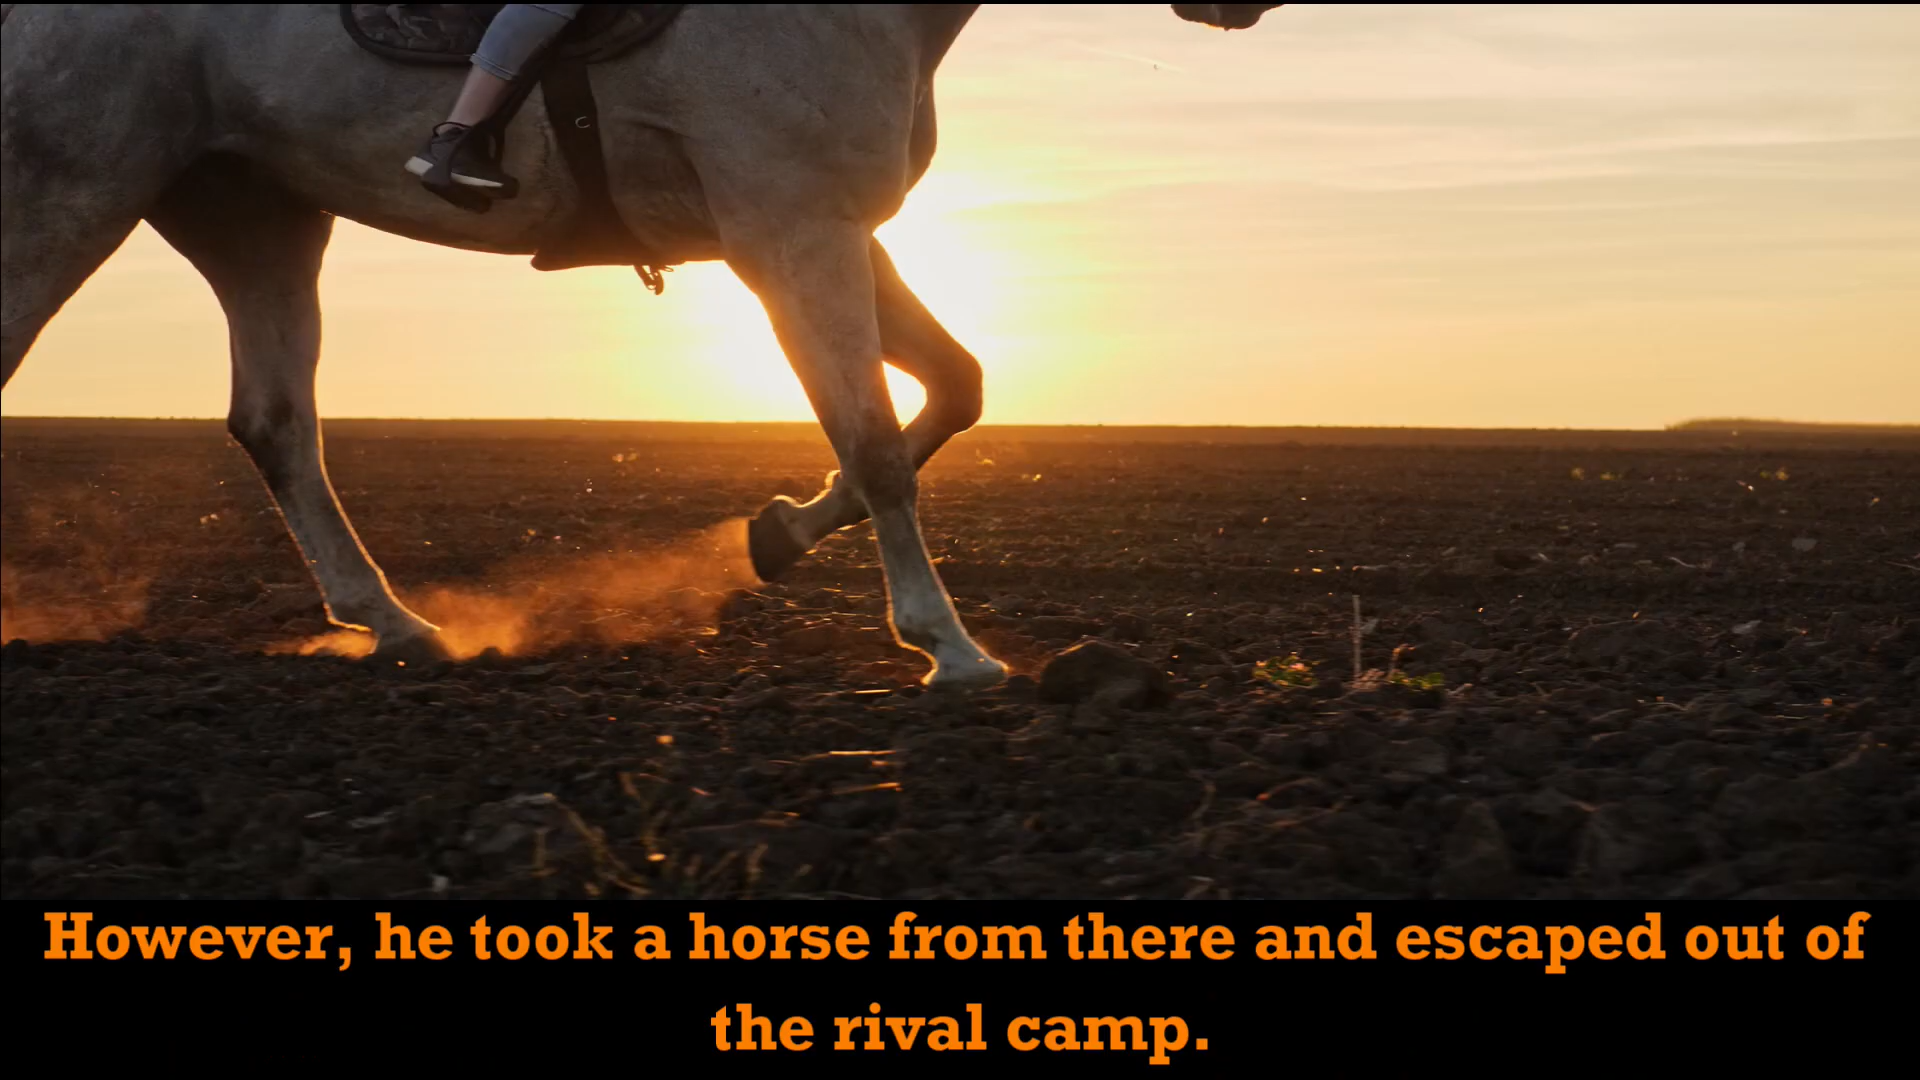 However, he took a horse from there and escaped out of
the rival camp.